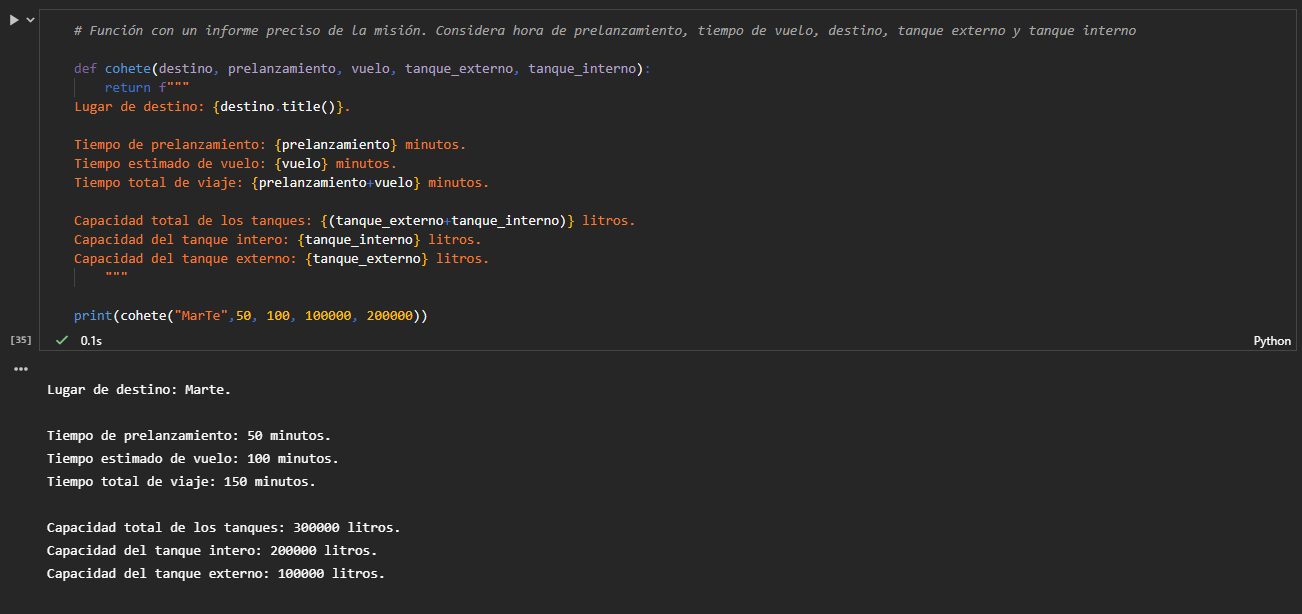 # Función con un informe preciso de la misión. Considera hora de prelanzamiento, tiempo de vuelo, destino, tanque externo y tanque interno
def cohete(destino, prelanzamiento, vuelo, tanque_externo, tanque_interno):
return f"""
Lugar de destino: {destino.title()}.
Tiempo de prelanzamiento: {prelanzamiento} minutos.
Tiempo estimado de vuelo: {vuelo} minutos.
Tiempo total de viaje: {prelanzamiento+vuelo} minutos.
Capacidad total de los tanques: {(tanque_externo+tanque_interno)} litros.
Capacidad del tanque intero: {tanque_interno} litros.
Capacidad del tanque externo: {tanque_externo} litros.
"""
print(cohete("MarTe",50, 100, 100000, 200000))
[35] 0.1s Python
Lugar de destino: Marte.
Tiempo de prelanzamiento: 50 minutos.
Tiempo estimado de vuelo: 100 minutos.
Tiempo total de viaje: 150 minutos.
Capacidad total de los tanques: 300000 litros.
Capacidad del tanque intero: 200000 litros.
Capacidad del tanque externo: 100000 litros.